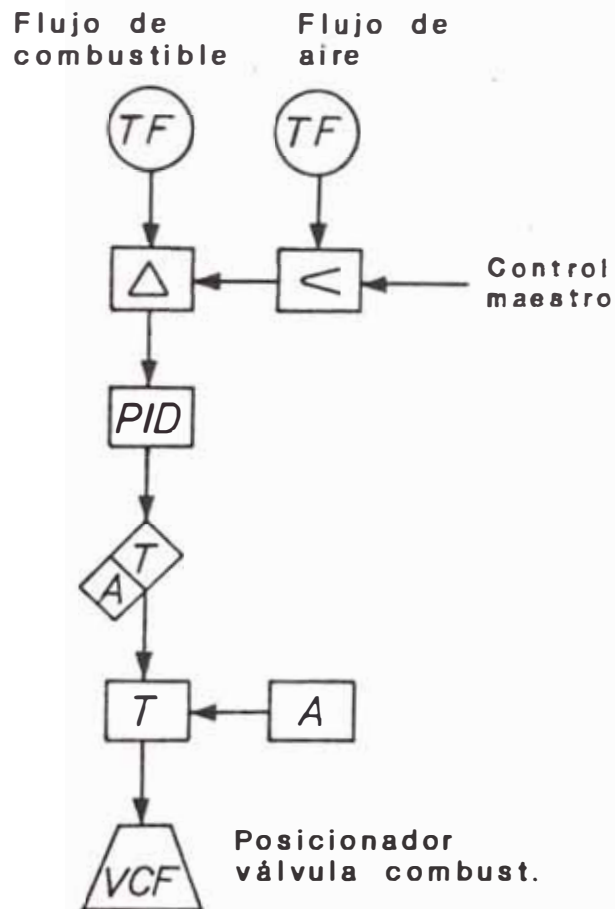 Flujo de
combustible
Flujo de
aire
TF
TF
Δ
<
Control
maestro
PID
T
A
T
A
VCF
Posicionador
válvula combust.